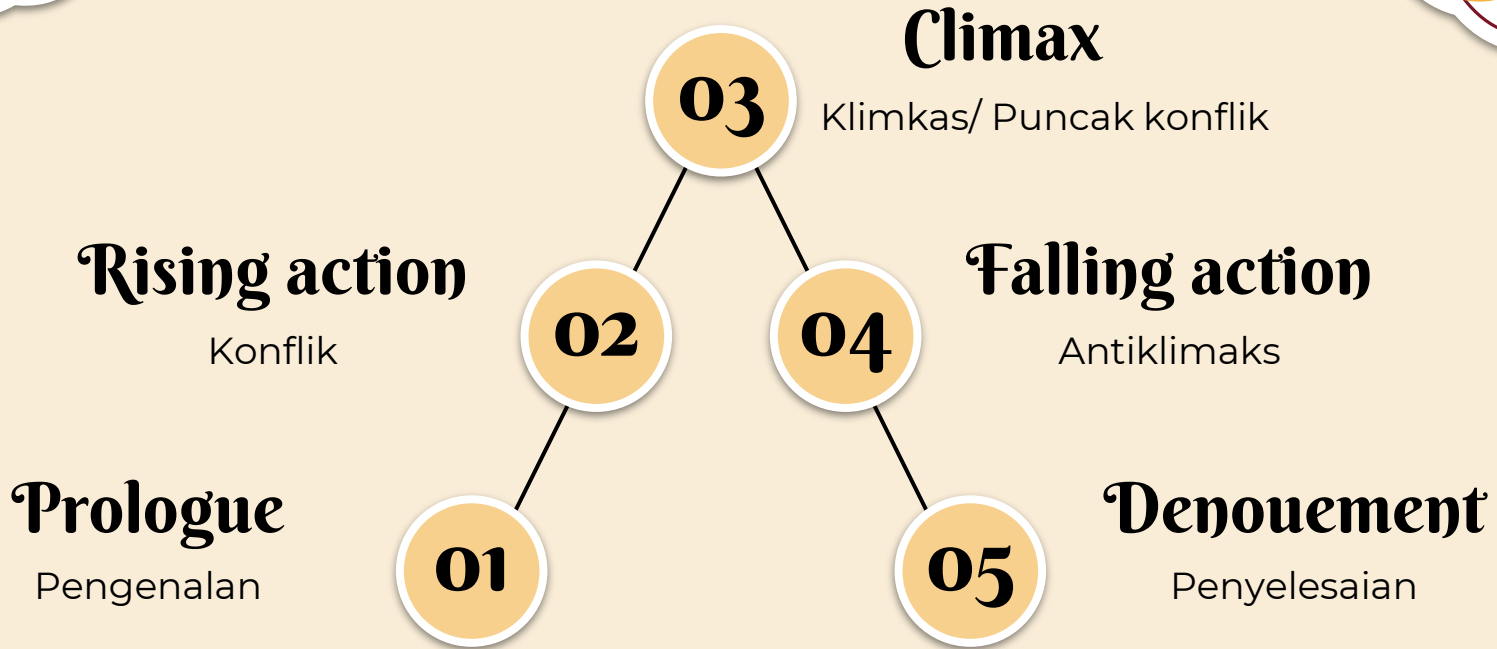 Climax
03
Klimkas/ Puncak konflik
Rising action
Konflik
02
04
Falling action
Antiklimaks
Prologue
Pengenalan
01
05
Denouement
Penyelesaian